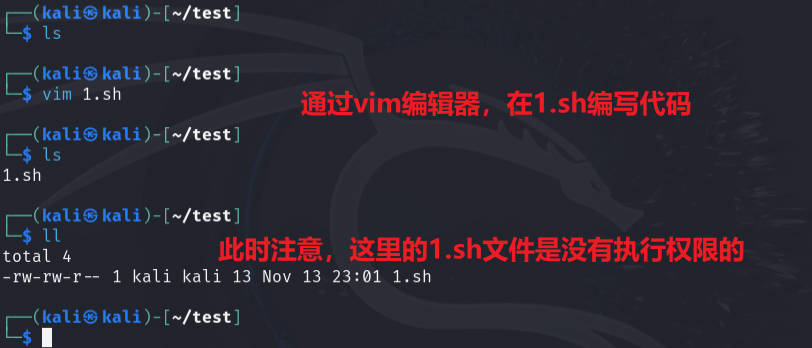 ┌──(kali㉿kali)-[~/test]
└─$ ls
┌──(kali㉿kali)-[~/test]
└─$ vim 1.sh
通过vim编辑器，在1.sh编写代码
┌──(kali㉿kali)-[~/test]
└─$ ls
1.sh
┌──(kali㉿kali)-[~/test]
└─$ ll
此时注意，这里的1.sh文件是没有执行权限的
total 4
-rw-rw-r-- 1 kali kali 13 Nov 13 23:01 1.sh
┌──(kali㉿kali)-[~/test]
└─$